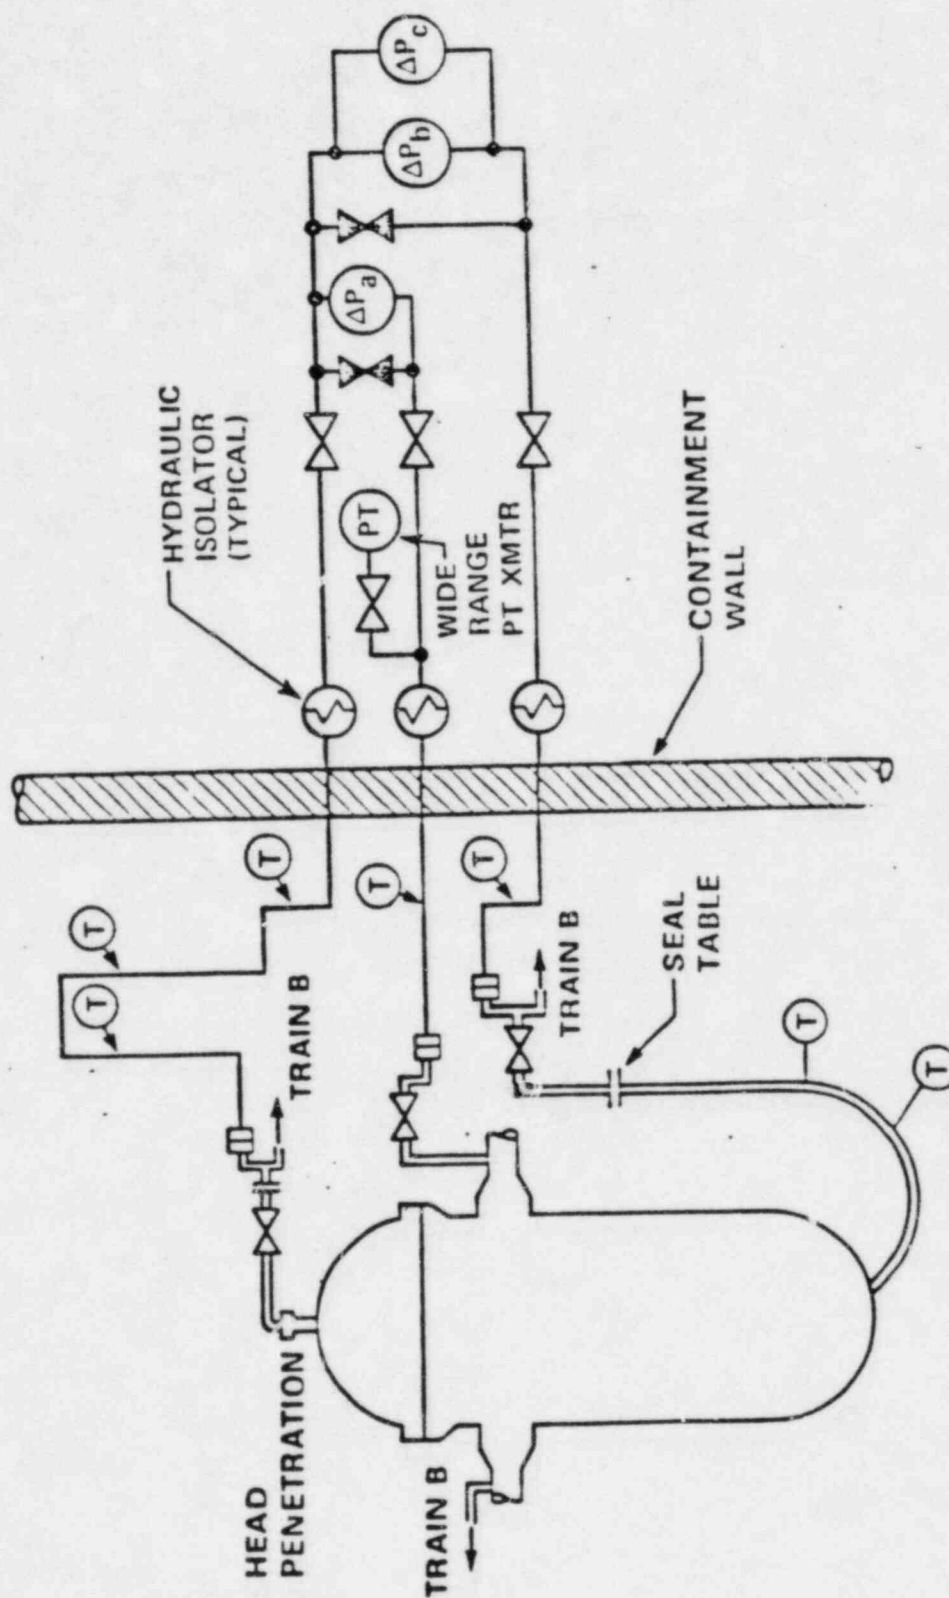 HEAD
PENETRATION
TRAIN B
TRAIN B
T
T
T
T
T
TRAIN B
SEAL
TABLE
T
T
HYDRAULIC
ISOLATOR
(TYPICAL)
PT
WIDE
RANGE
PT XMTR
CONTAINMENT
WALL
ΔPa
ΔPb
ΔPc